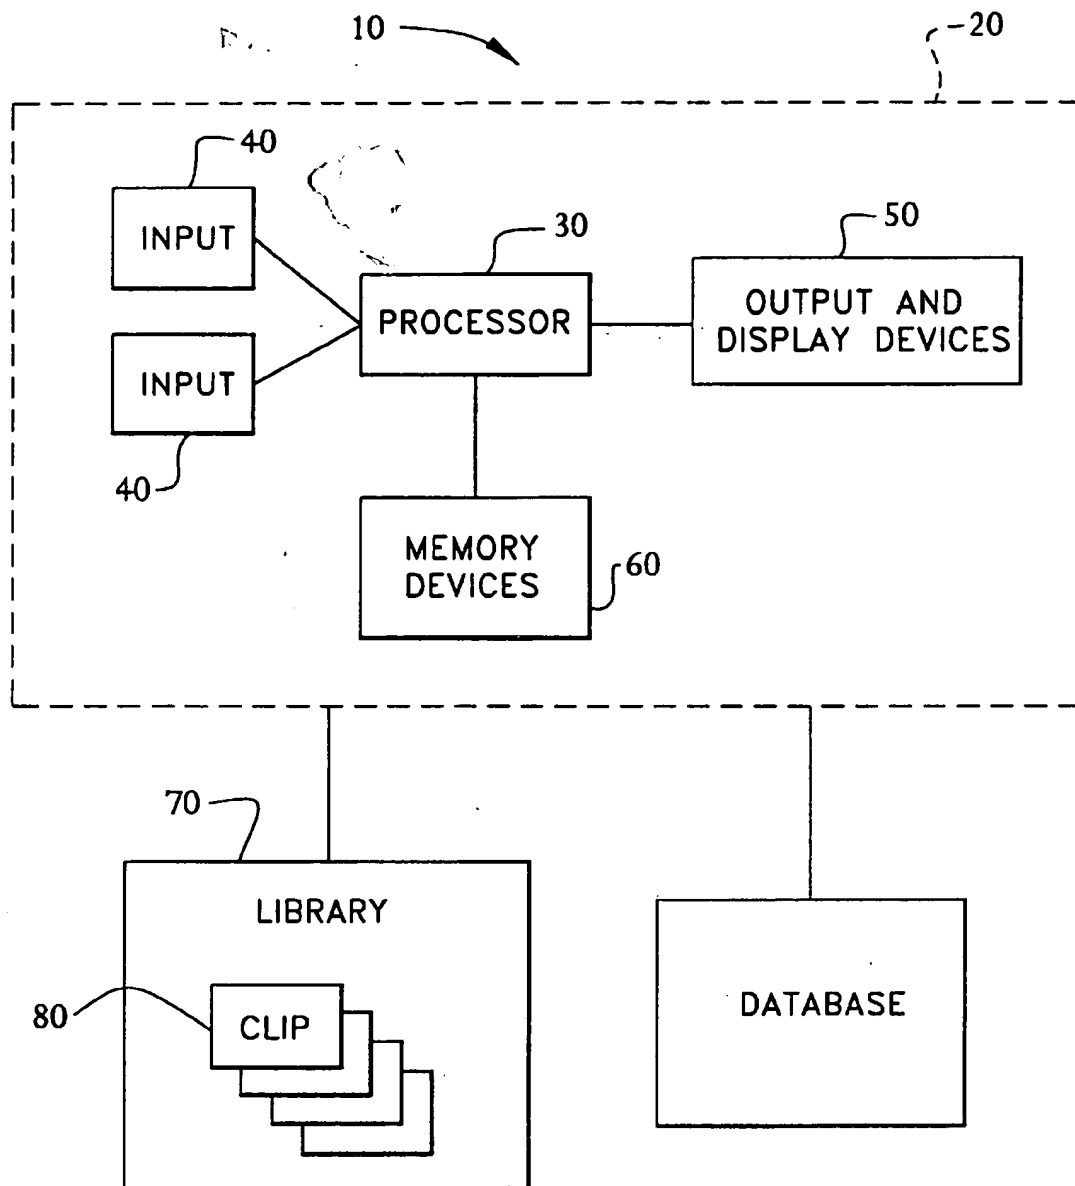 10
20
40
INPUT
30
50
PROCESSOR
OUTPUT AND
DISPLAY DEVICES
INPUT
40
MEMORY
DEVICES
60
70
LIBRARY
80
CLIP
DATABASE